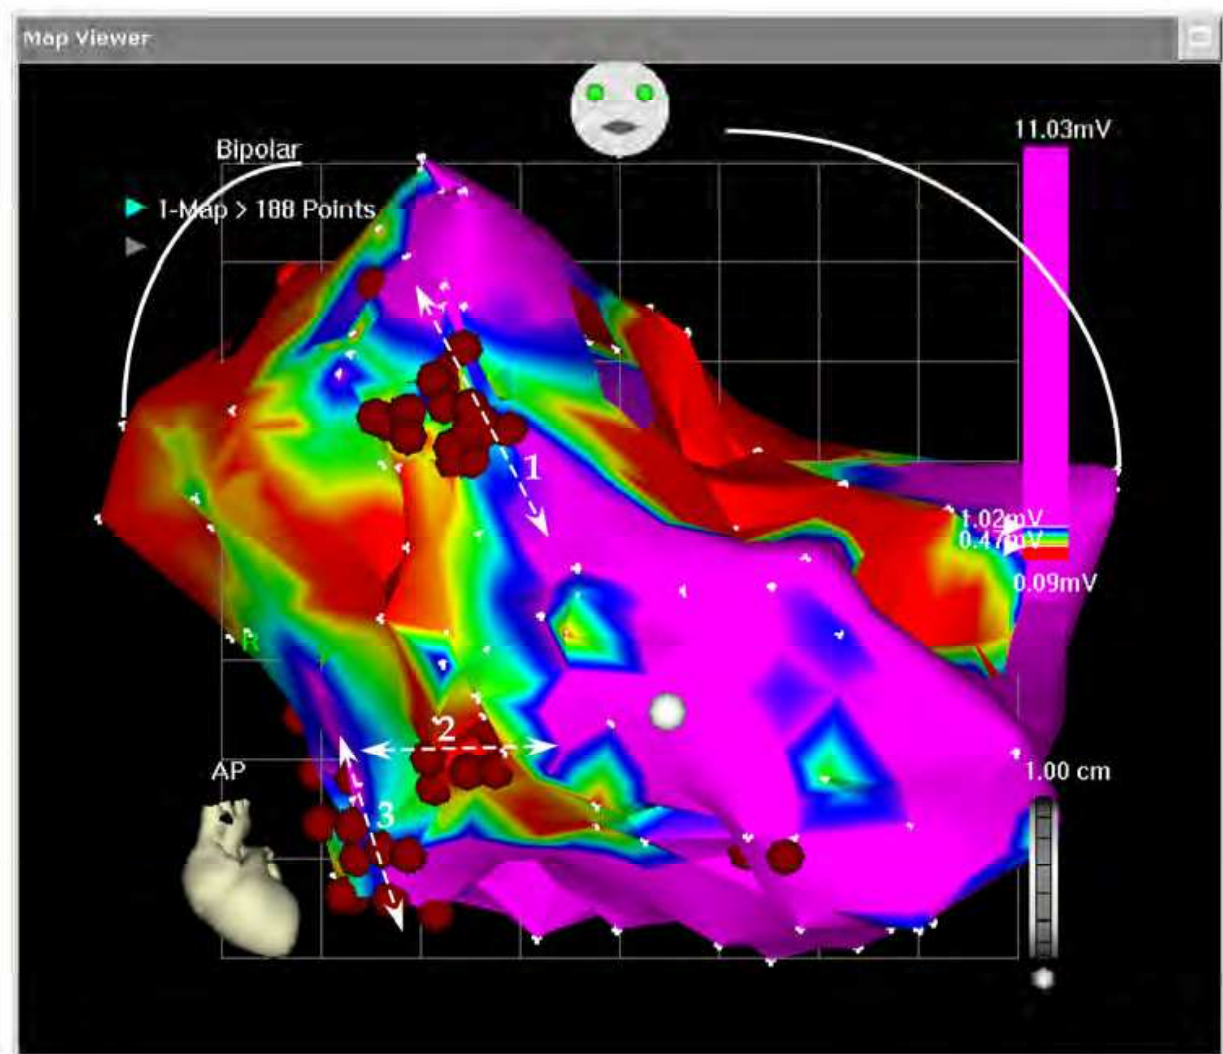 Map Viewer
11.03mV
Bipolar
1-Map > 188 Points
1
1.02mV
0.47mV
0.09mV
R
2
AP
1.00 cm
3